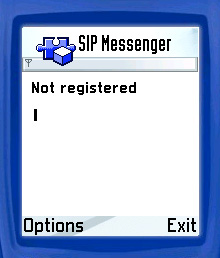 SIP Messenger
Not registered
Options Exit